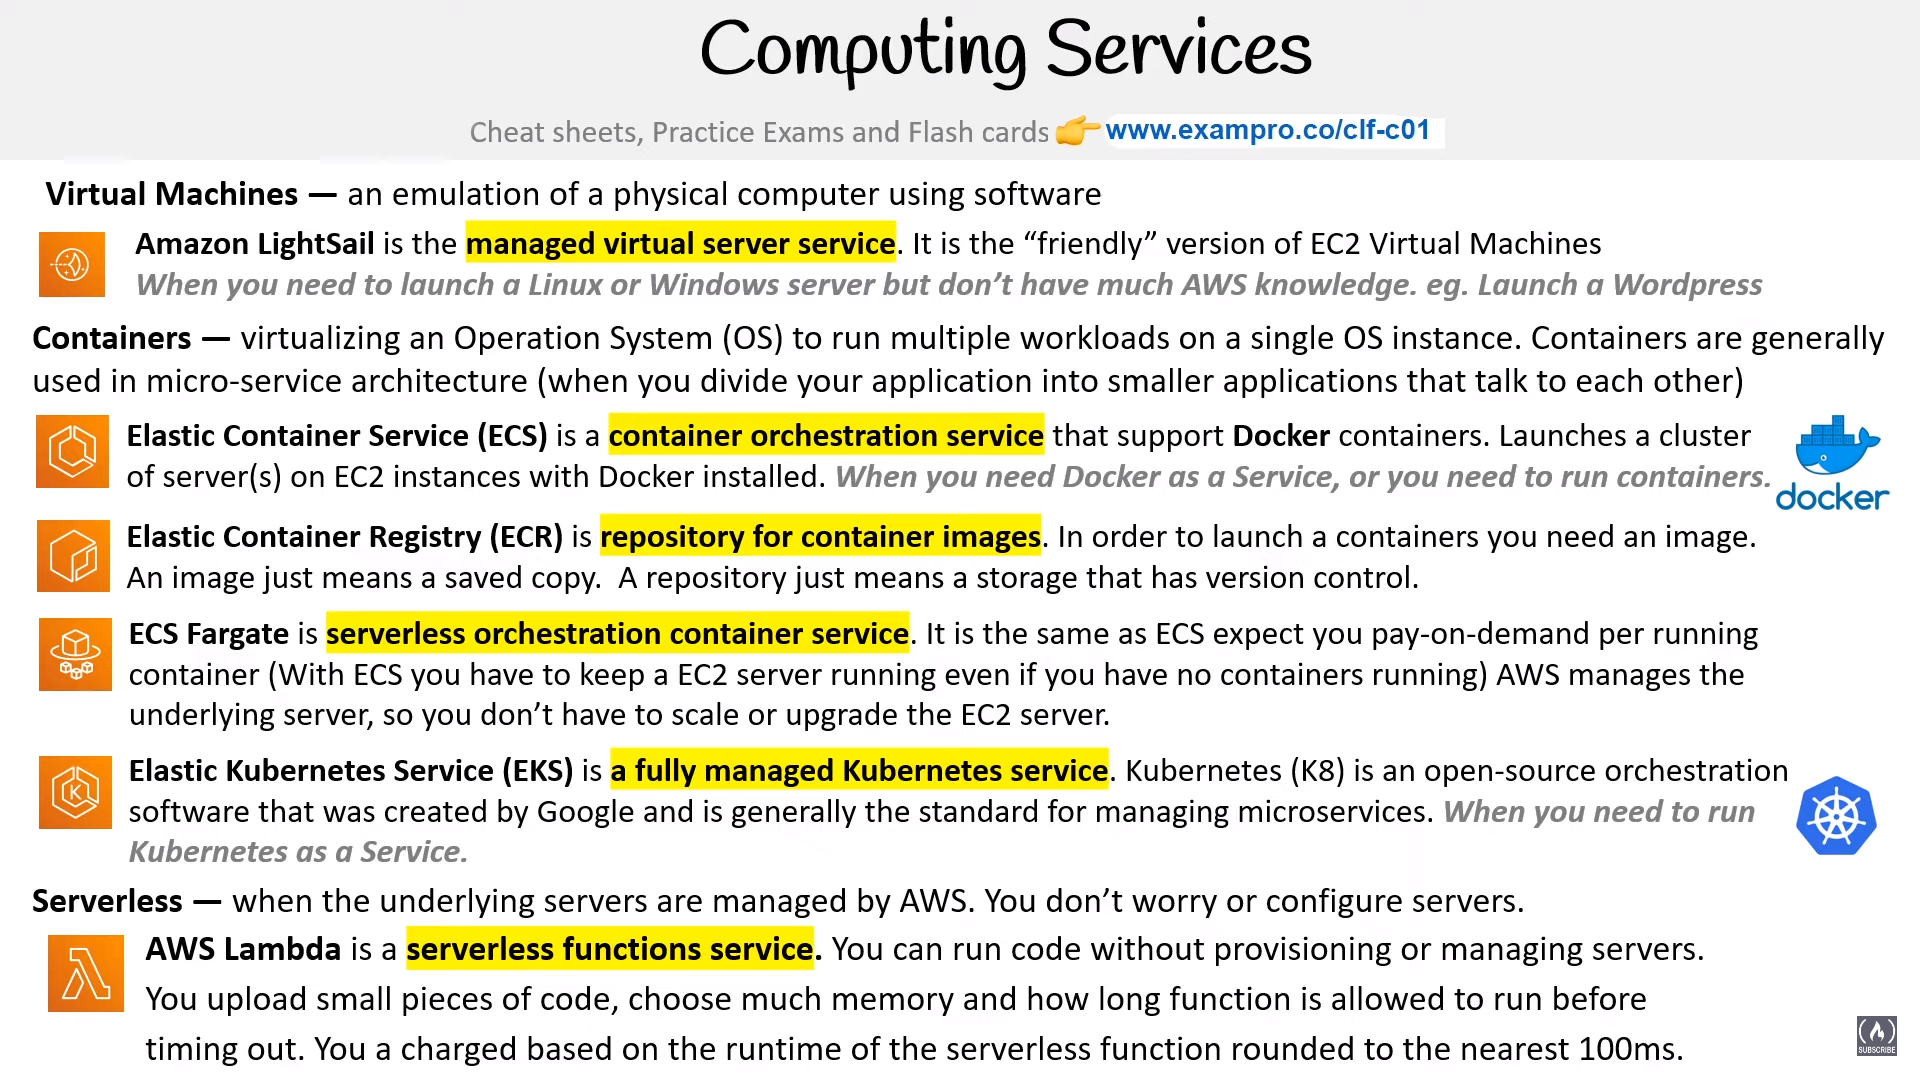 Computing Services
Cheat sheets, Practice Exams and Flash cards www.exampro.co/clf-c01
Virtual Machines — an emulation of a physical computer using software
Amazon LightSail is the managed virtual server service. It is the “friendly” version of EC2 Virtual Machines
When you need to launch a Linux or Windows server but don’t have much AWS knowledge. eg. Launch a Wordpress
Containers — virtualizing an Operation System (OS) to run multiple workloads on a single OS instance. Containers are generally
used in micro-service architecture (when you divide your application into smaller applications that talk to each other)
Elastic Container Service (ECS) is a container orchestration service that support Docker containers. Launches a cluster
of server(s) on EC2 instances with Docker installed. When you need Docker as a Service, or you need to run containers.
docker
Elastic Container Registry (ECR) is repository for container images. In order to launch a containers you need an image.
An image just means a saved copy. A repository just means a storage that has version control.
ECS Fargate is serverless orchestration container service. It is the same as ECS expect you pay-on-demand per running
container (With ECS you have to keep a EC2 server running even if you have no containers running) AWS manages the
underlying server, so you don’t have to scale or upgrade the EC2 server.
Elastic Kubernetes Service (EKS) is a fully managed Kubernetes service. Kubernetes (K8) is an open-source orchestration
software that was created by Google and is generally the standard for managing microservices. When you need to run
Kubernetes as a Service.
K
Serverless — when the underlying servers are managed by AWS. You don’t worry or configure servers.
AWS Lambda is a serverless functions service. You can run code without provisioning or managing servers.
You upload small pieces of code, choose much memory and how long function is allowed to run before
timing out. You a charged based on the runtime of the serverless function rounded to the nearest 100ms.
SUBSCRIBE